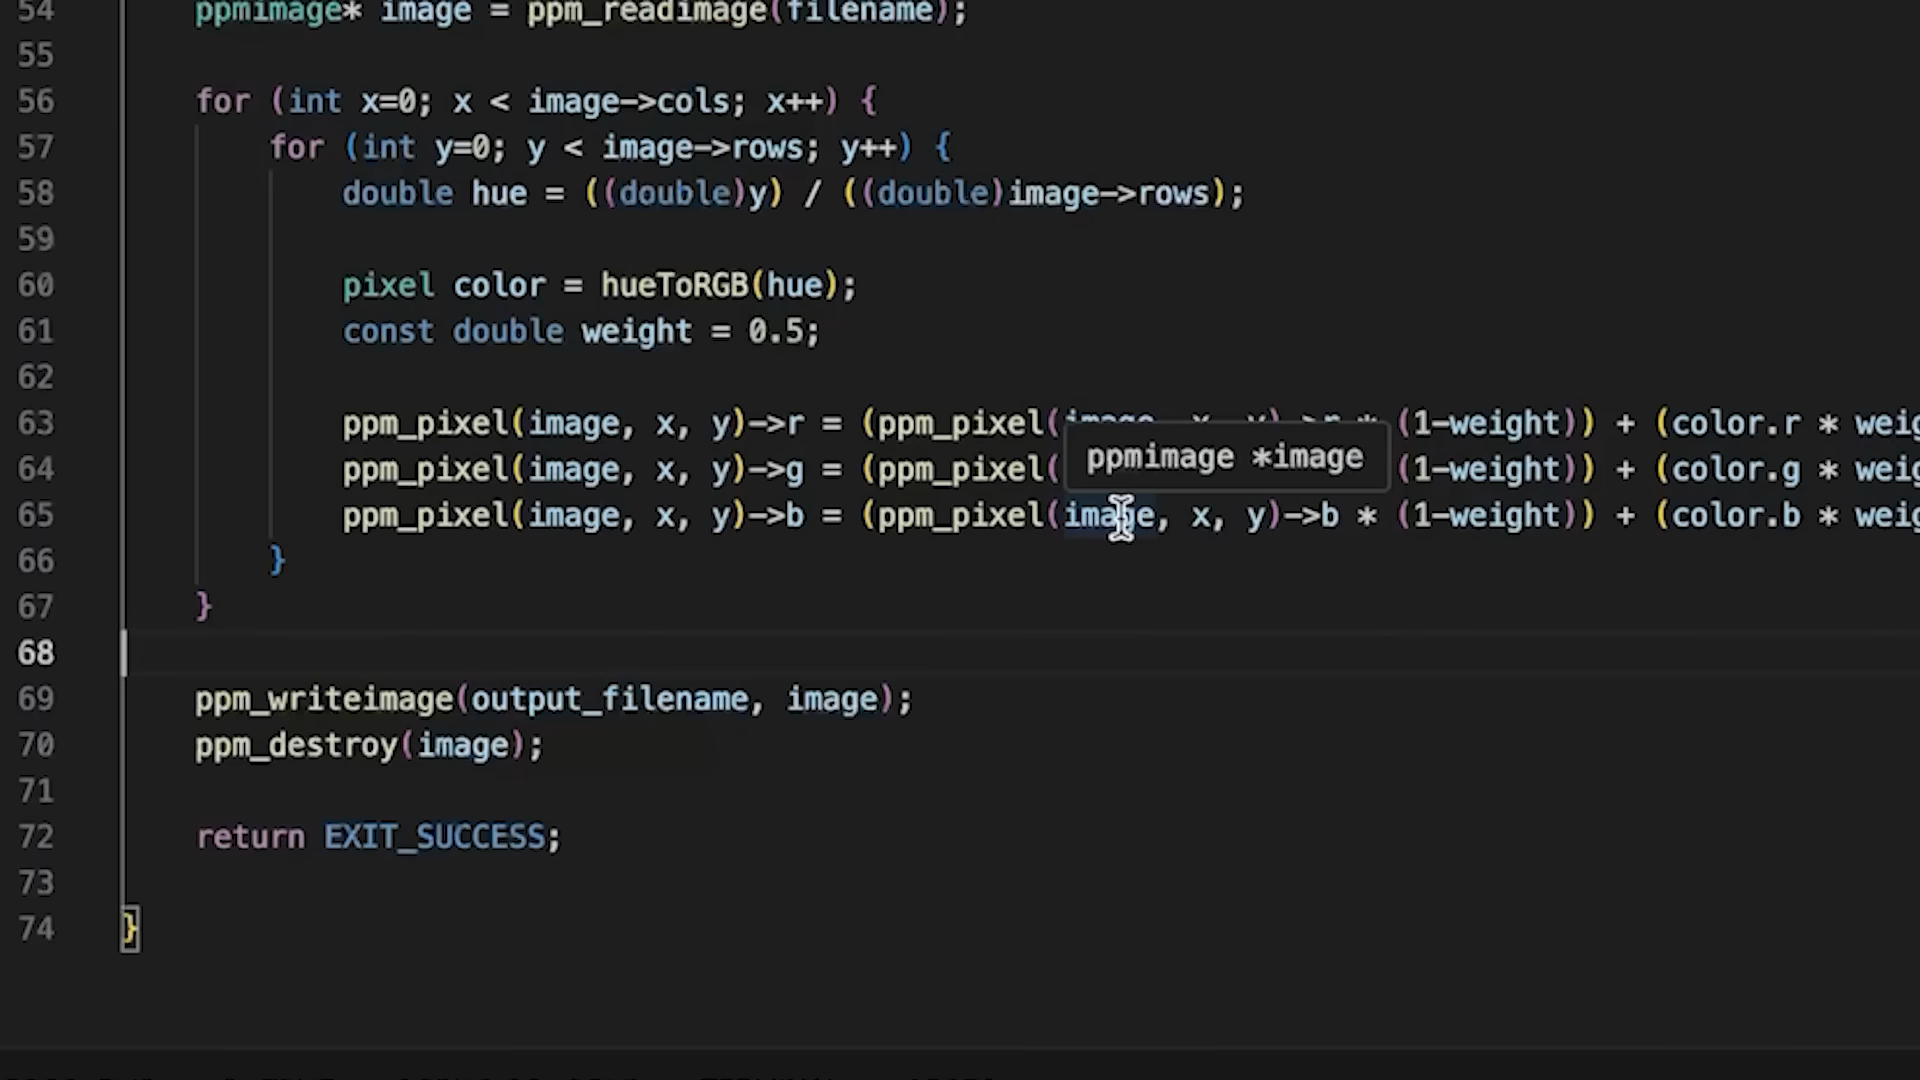 54 ppmimage* image = ppm_readimage(filename);
55
56 for (int x=0; x < image->cols; x++) {
57 for (int y=0; y < image->rows; y++) {
58 double hue = ((double)y) / ((double)image->rows);
59
60 pixel color = hueToRGB(hue);
61 const double weight = 0.5;
62
63 ppm_pixel(image, x, y)->r = (ppm_pixel(image, x, y)->r * (1-weight)) + (color.r * weig
ppmimage *image
64 ppm_pixel(image, x, y)->g = (ppm_pixel( (1-weight)) + (color.g * weig
65 ppm_pixel(image, x, y)->b = (ppm_pixel(image, x, y)->b * (1-weight)) + (color.b * weig
66 }
67 }
68
69 ppm_writeimage(output_filename, image);
70 ppm_destroy(image);
71
72 return EXIT_SUCCESS;
73
74 }